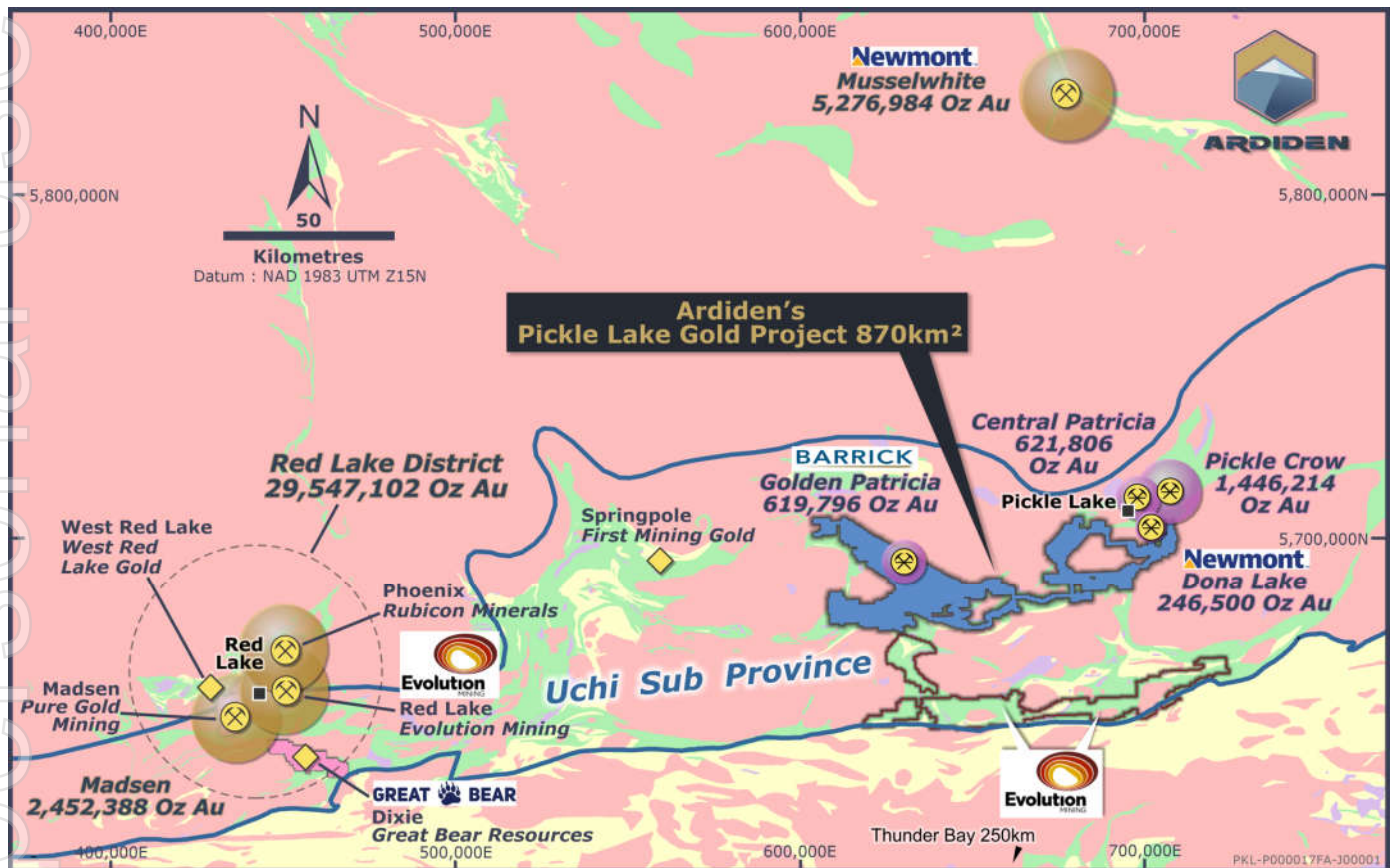 400,000E
500,000E
600,000E
700,000E
Newmont
Musselwhite
5,276,984 Oz Au
ARDIDEN
N
5,800,000N
5,800,000N
50
Kilometres
Datum : NAD 1983 UTM Z15N
Ardiden's
Pickle Lake Gold Project 870km²
Central Patricia
621,806
Oz Au
BARRICK
Golden Patricia
619,796 Oz Au
Pickle Crow
1,446,214
Oz Au
Pickle Lake
Red Lake District
29,547,102 Oz Au
West Red Lake
West Red
Lake Gold
Springpole
First Mining Gold
5,700,000N
Newmont
Dona Lake
246,500 Oz Au
Phoenix
Rubicon Minerals
Red
Lake
Evolution
MINING
Uchi Sub Province
Madsen
Pure Gold
Mining
Red Lake
Evolution Mining
Madsen
2,452,388 Oz Au
GREAT BEAR
Dixie
Great Bear Resources
Evolution
MINING
Thunder Bay 250km
400,000E
500,000E
600,000E
700,000E
PKL-P000017FA-J00001